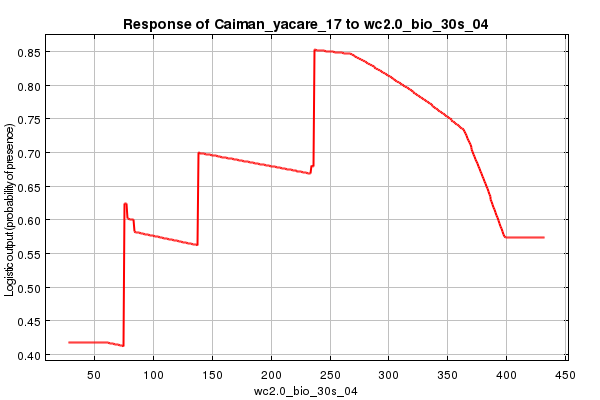 Response of Caiman_yacare_17 to wc2.0_bio_30s_04
Logistic output (probability of presence)
0.85
0.80
0.75
0.70
0.65
0.60
0.55
0.50
0.45
0.40
50 100 150 200 250 300 350 400 450
wc2.0_bio_30s_04